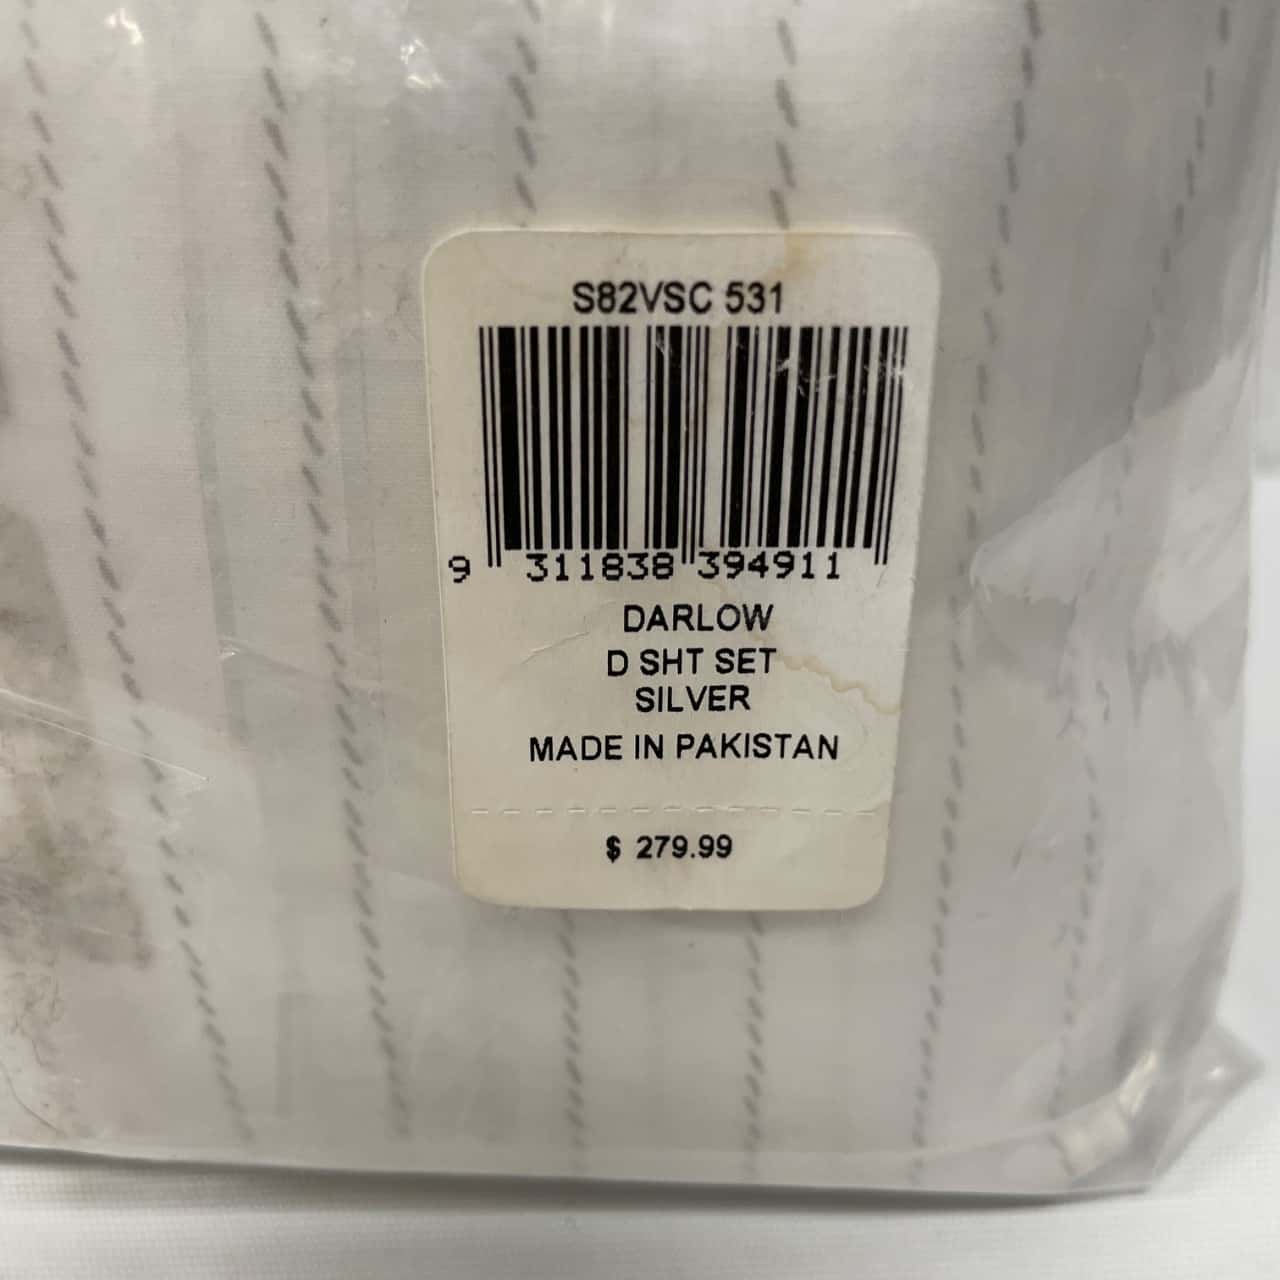 S82VSC 531
9 311838 394911
DARLOW
D SHT SET
SILVER
MADE IN PAKISTAN
$ 279.99